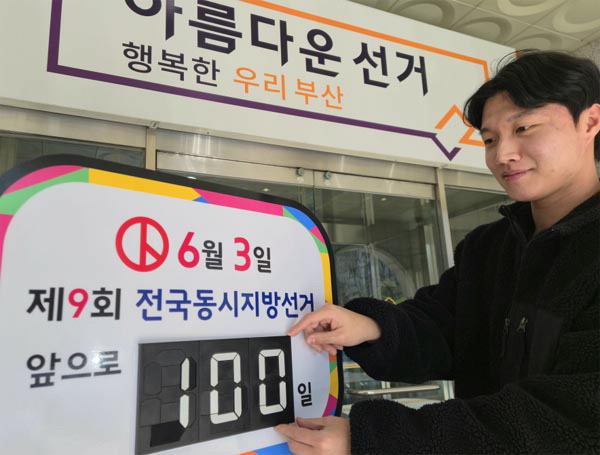 아름다운 선거
행복한 우리 부산
6월 3일
제9회 전국동시지방선거
앞으로 100일